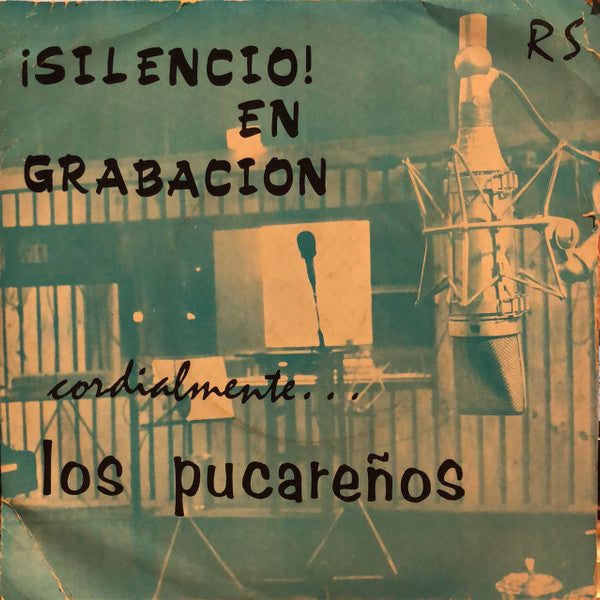 ¡SILENCIO!
RS
EN
GRABACION
cordialmente...
los pucareños